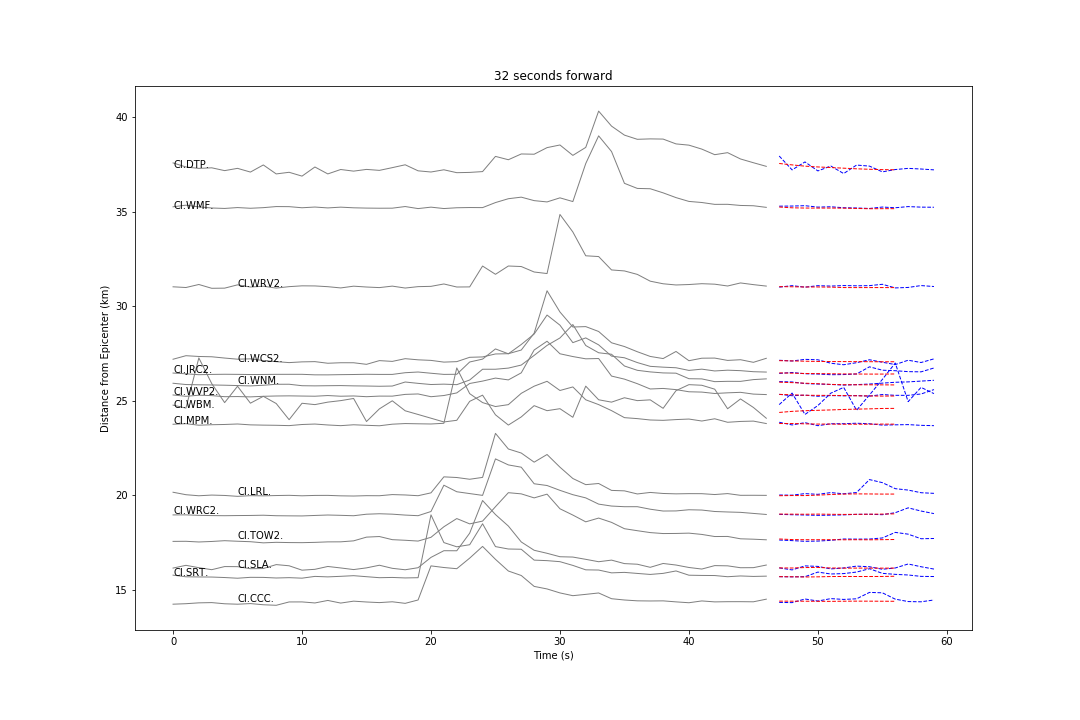 32 seconds forward
40
CI.DTP.
35
CI.WMF.
CI.WRV2.
30
CI.WCS2.
CI.JRC2.
CI.WNM.
CI.WVP2.
25
CI.WBM.
CI.MPM.
20
CI.LRL.
CI.WRC2.
CI.TOW2.
CI.SLA.
CI.SRT.
15
CI.CCC.
0 10 20 30 40 50 60
Time (s)
Distance from Epicenter (km)